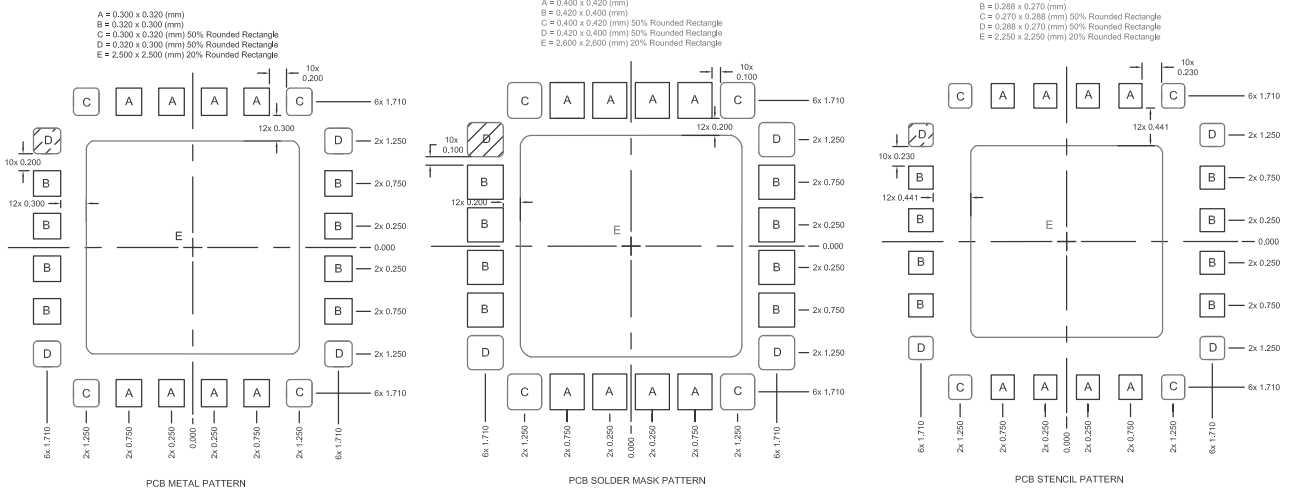 A = 0.300 x 0.320 (mm)
B = 0.320 x 0.300 (mm)
C = 0.300 x 0.320 (mm) 50% Rounded Rectangle
D = 0.320 x 0.300 (mm) 50% Rounded Rectangle
E = 2.500 x 2.500 (mm) 20% Rounded Rectangle
10x
0.200
C A A A A C 6x 1.710
12x 0.300
D D 2x 1.250
10x 0.200
B B 2x 0.750
12x 0.300
B B 2x 0.250
E
0.000
B B 2x 0.250
B B 2x 0.750
D D 2x 1.250
C A A A A C 6x 1.710
6x 1.710 2x 1.250 2x 0.750 2x 0.250 0.000 2x 0.250 2x 0.750 2x 1.250 6x 1.710
PCB METAL PATTERN
A = 0.400 x 0.420 (mm)
B = 0.420 x 0.400 (mm)
C = 0.400 x 0.420 (mm) 50% Rounded Rectangle
D = 0.420 x 0.400 (mm) 50% Rounded Rectangle
E = 2.600 x 2.600 (mm) 20% Rounded Rectangle
10x
0.100
C A A A A C 6x 1.710
12x 0.200
D D 2x 1.250
10x
0.100
B B 2x 0.750
12x 0.200
B B 2x 0.250
E
0.000
B B 2x 0.250
B B 2x 0.750
D D 2x 1.250
C A A A A C 6x 1.710
6x 1.710 2x 1.250 2x 0.750 2x 0.250 0.000 2x 0.250 2x 0.750 2x 1.250 6x 1.710
PCB SOLDER MASK PATTERN
B = 0.288 x 0.270 (mm)
C = 0.270 x 0.288 (mm) 50% Rounded Rectangle
D = 0.288 x 0.270 (mm) 50% Rounded Rectangle
E = 2.250 x 2.250 (mm) 20% Rounded Rectangle
10x
0.230
C A A A A C 6x 1.710
12x 0.441
D D 2x 1.250
10x 0.230
B B 2x 0.750
12x 0.441
B B 2x 0.250
E
0.000
B B 2x 0.250
B B 2x 0.750
D D 2x 1.250
C A A A A C 6x 1.710
6x 1.710 2x 1.250 2x 0.750 2x 0.250 0.000 2x 0.250 2x 0.750 2x 1.250 6x 1.710
PCB STENCIL PATTERN